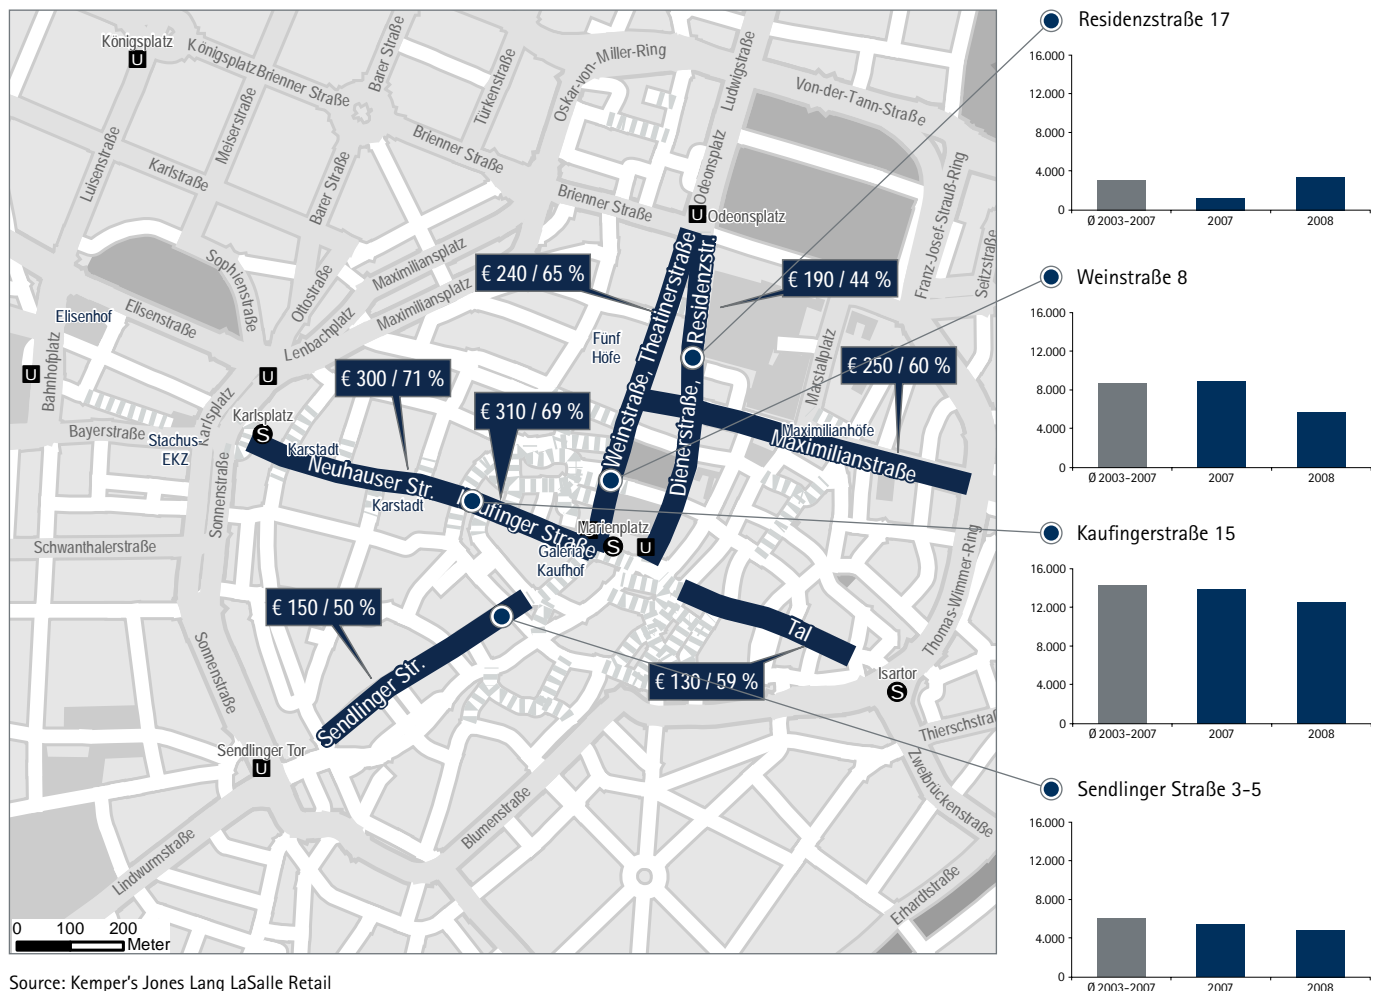 Königsplatz
U
Königsplatz
Brienner Straße
Barer Straße
Türkenstraße
Oskar-von-Miller-Ring
Ludwigstraße
Von-der-Tann-Straße
Luisenstraße
Meiserstraße
Karlstraße
Barer Straße
Brienner Straße
Brienner Straße
Odeonsplatz
U
Odeonsplatz
Franz-Josef-Strauß-Ring
Seitzstraße
Sophienstraße
Ottostraße
Maximiliansplatz
Maximiliansplatz
€ 240 / 65 %
€ 190 / 44 %
Elisenhof
Elisenstraße
Lenbachplatz
Fünf
Höfe
Weinstraße, Theatinerstraße
Dienerstraße, Residenzstr.
Marstallplatz
€ 250 / 60 %
Bahnhofplatz
U
U
€ 300 / 71 %
€ 310 / 69 %
Karlsplatz
Karlsplatz
S
Bayerstraße
Stachus-
EKZ
Karstadt
Neuhauser Str.
Karstadt
Maximilianhöfe
Maximilianstraße
Sonnenstraße
Kaufinger Straße
Marienplatz
S
U
Galeria
Kaufhof
Schwanthalerstraße
€ 150 / 50 %
Tal
Thomas-Wimmer-Ring
Sonnenstraße
Sendlinger Str.
€ 130 / 59 %
Isartor
S
Thierschstraß
Sendlinger Tor
U
Zweibrückenstraße
Blumenstraße
Lindwurmstraße
Erhardtstraße
0 100 200
Meter
Source: Kemper's Jones Lang LaSalle Retail
Residenzstraße 17
16.000
12.000
8.000
4.000
0
Ø 2003-2007 2007 2008
Weinstraße 8
16.000
12.000
8.000
4.000
0
Ø 2003-2007 2007 2008
Kaufingerstraße 15
16.000
12.000
8.000
4.000
0
Ø 2003-2007 2007 2008
Sendlinger Straße 3-5
16.000
12.000
8.000
4.000
0
Ø 2003-2007 2007 2008